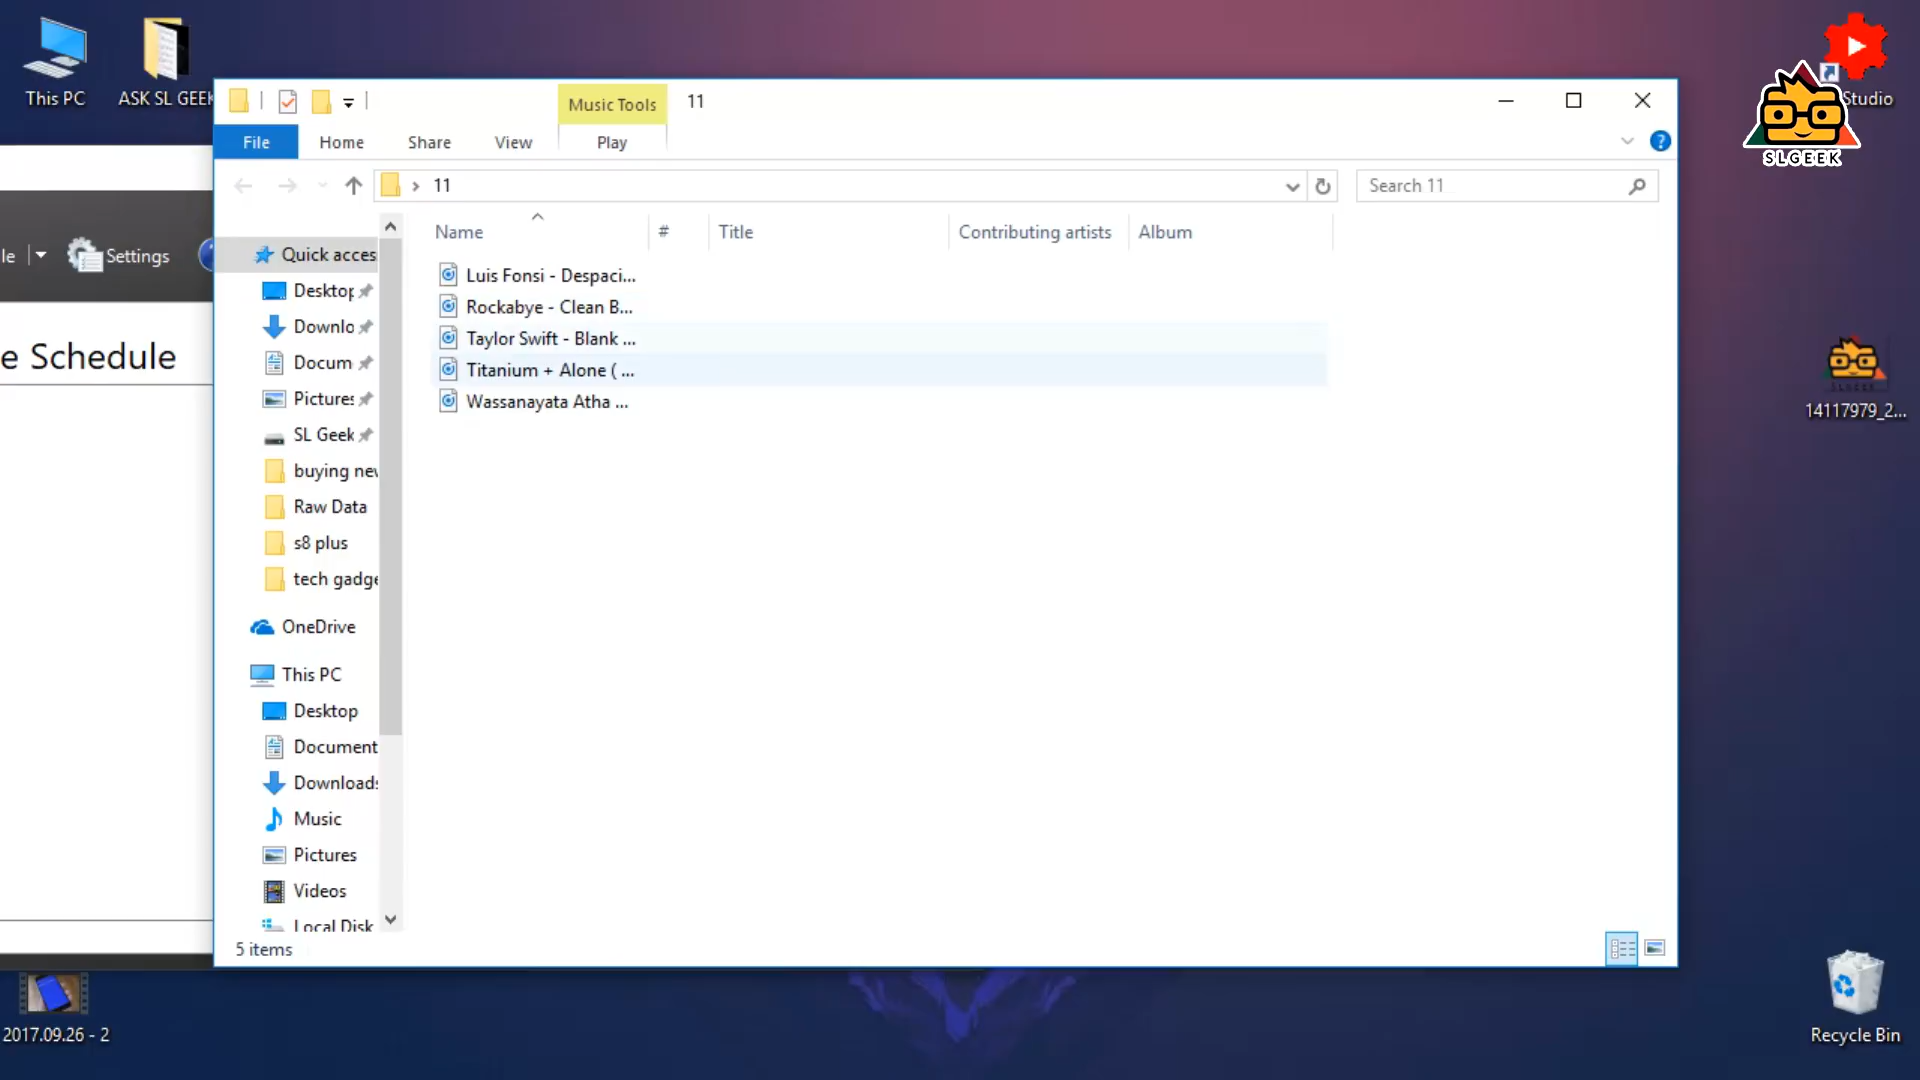 This PC
ASK SL GEEK
Studio
SLGEEK
Music Tools
11
File
Home
Share
View
Play
11
Search 11
le
Settings
e Schedule
Name
#
Title
Contributing artists
Album
Luis Fonsi - Despaci...
Rockabye - Clean B...
Taylor Swift - Blank ...
Titanium + Alone ( ...
Wassanayata Atha ...
Quick acces
Desktop
Downlo
Docum
Pictures
SL Geek
buying new
Raw Data
s8 plus
tech gadge
OneDrive
This PC
Desktop
Document
Downloads
Music
Pictures
Videos
Local Disk
5 items
14117979_2...
2017.09.26 - 2
Recycle Bin